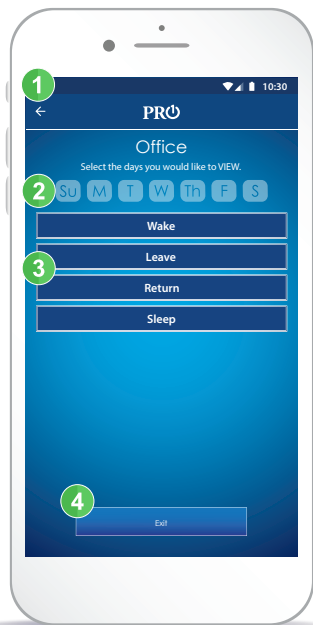 1
10:30
←
PRO
Office
Select the days you would like to VIEW.
2
Su M T W Th F S
Wake
Leave
3
Return
Sleep
4
Exit